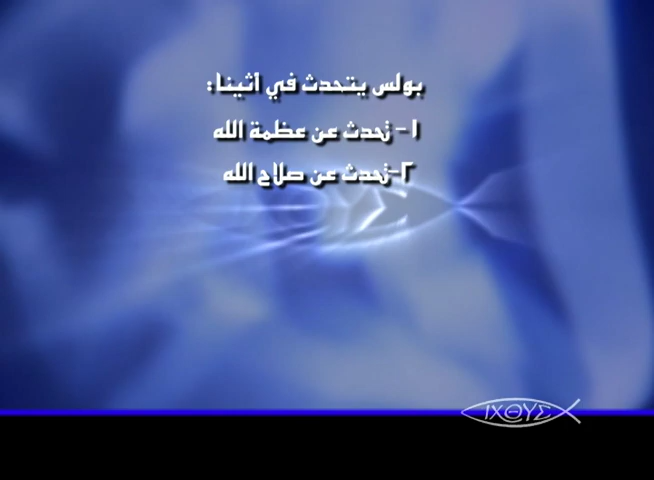 بولس يتحدث في أثينا:
١ - تحدث عن عظمة الله
٢-تحدث عن صلاح الله
ΙΧΘΥΣ